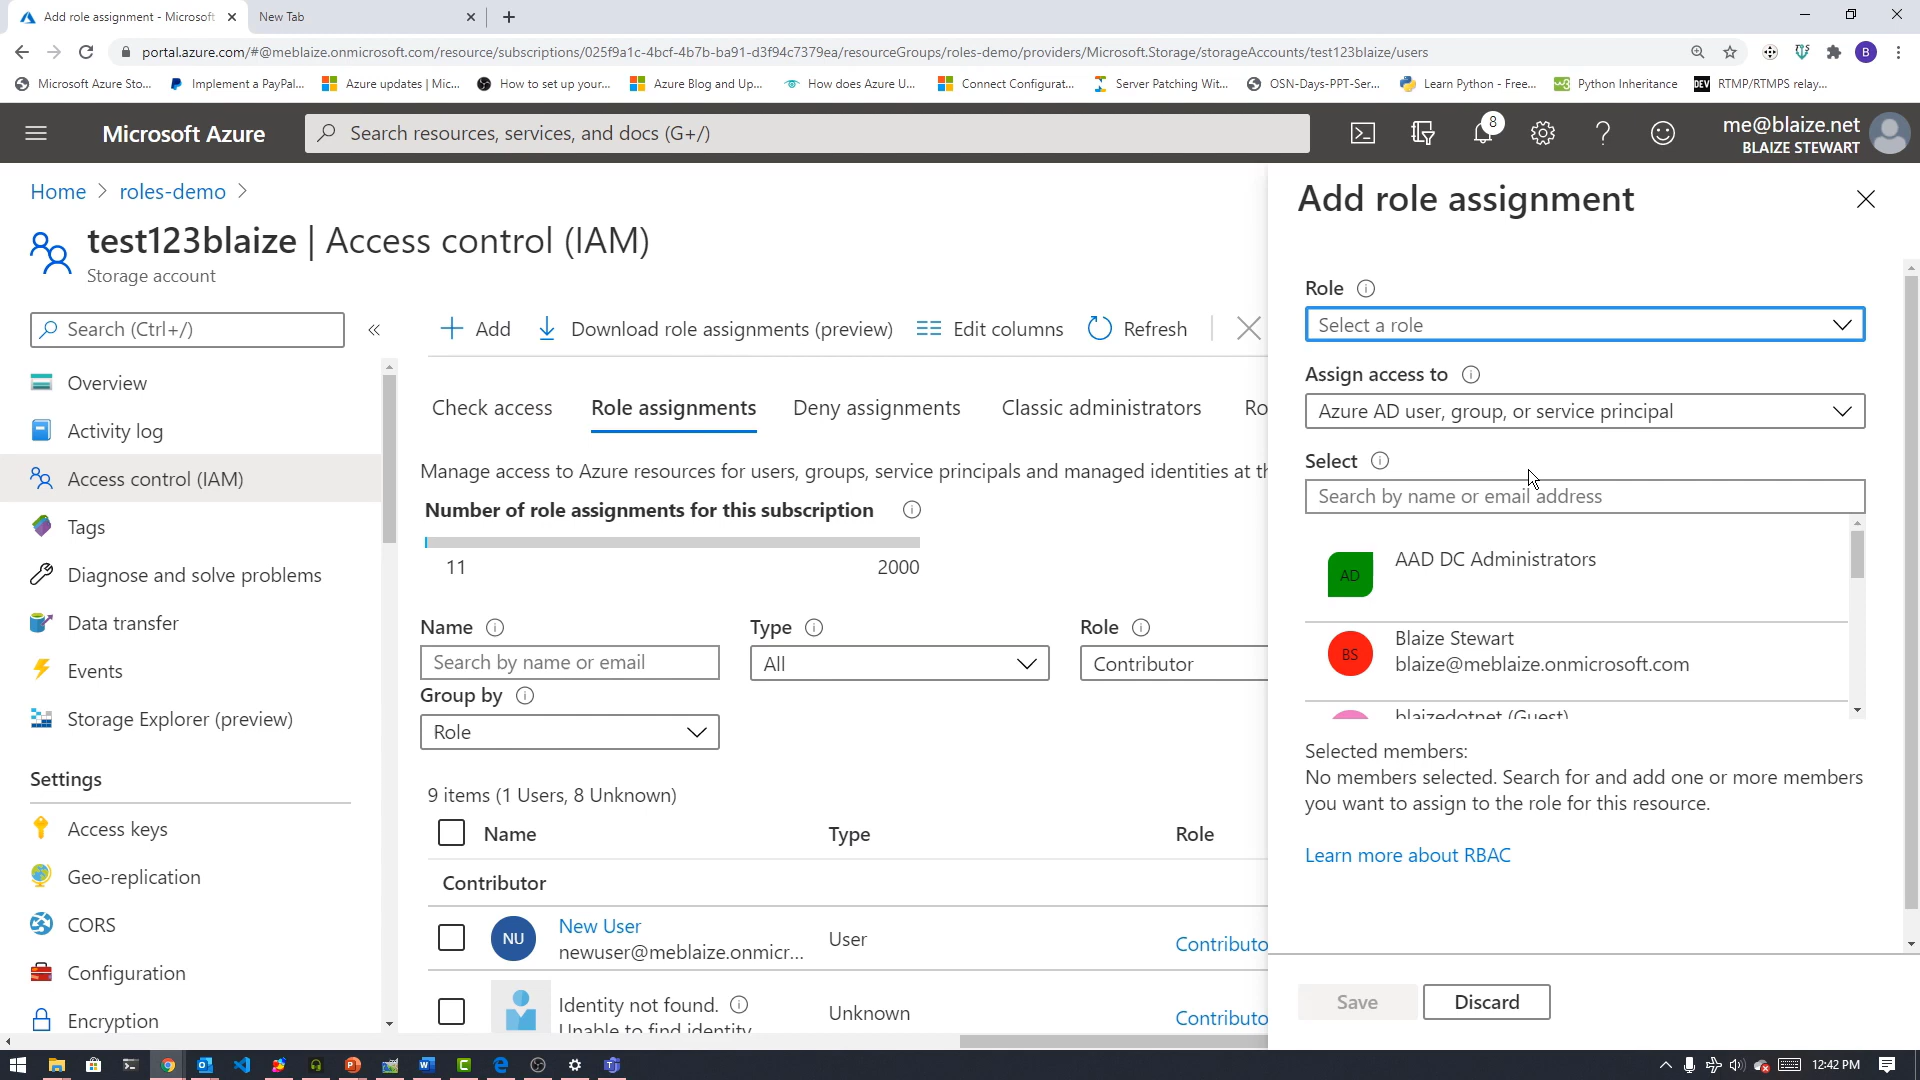 Add role assignment - Microsoft
New Tab
portal.azure.com/#@meblaize.onmicrosoft.com/resource/subscriptions/025f9a1c-4bcf-4b7b-ba91-d3f94c7379ea/resourceGroups/roles-demo/providers/Microsoft.Storage/storageAccounts/test123blaize/users
B
Microsoft Azure Sto...
Implement a PayPal...
Azure updates | Mic...
How to set up your...
Azure Blog and Up...
How does Azure U...
Connect Configurat...
Server Patching Wit...
OSN-Days-PPT-Ser...
Learn Python - Free...
Python Inheritance
DEV
RTMP/RTMPS relay...
Microsoft Azure
Search resources, services, and docs (G+/)
8
me@blaize.net
BLAIZE STEWART
Home
roles-demo
test123blaize | Access control (IAM)
Storage account
Search (Ctrl+/)
«
Overview
Activity log
Access control (IAM)
Tags
Diagnose and solve problems
Data transfer
Events
Storage Explorer (preview)
Settings
Access keys
Geo-replication
CORS
Configuration
Encryption
Add
Download role assignments (preview)
Edit columns
Refresh
Check access
Role assignments
Deny assignments
Classic administrators
Ro
Manage access to Azure resources for users, groups, service principals and managed identities at th
Number of role assignments for this subscription
11
2000
Name
Type
Role
Search by name or email
All
Contributor
Group by
Role
9 items (1 Users, 8 Unknown)
Name
Type
Role
Contributor
NU
New User
newuser@meblaize.onmicr...
User
Contributo
Identity not found.
Unable to find identity
Unknown
Contributo
Add role assignment
Role
Select a role
Assign access to
Azure AD user, group, or service principal
Select
Search by name or email address
AD
AAD DC Administrators
BS
Blaize Stewart
blaize@meblaize.onmicrosoft.com
blaizedotnet (Guest)
Selected members:
No members selected. Search for and add one or more members
you want to assign to the role for this resource.
Learn more about RBAC
Save
Discard
12:42 PM